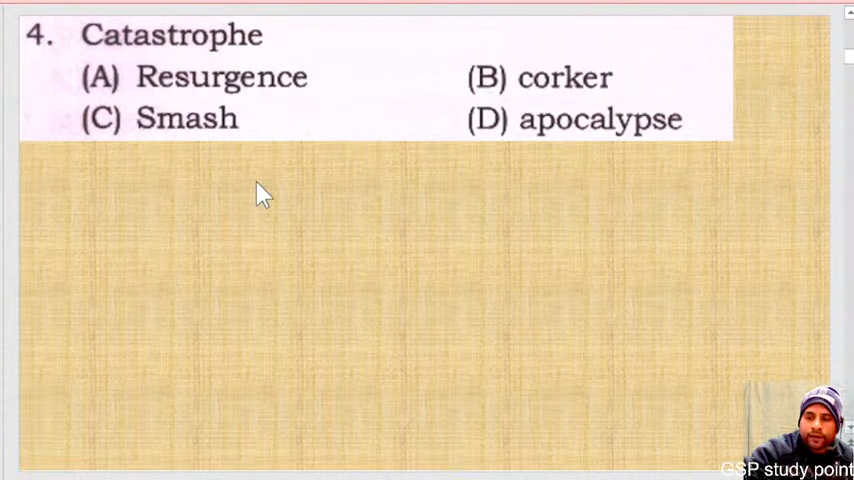 4. Catastrophe
(A) Resurgence (B) corker
(C) Smash (D) apocalypse
GSP study point